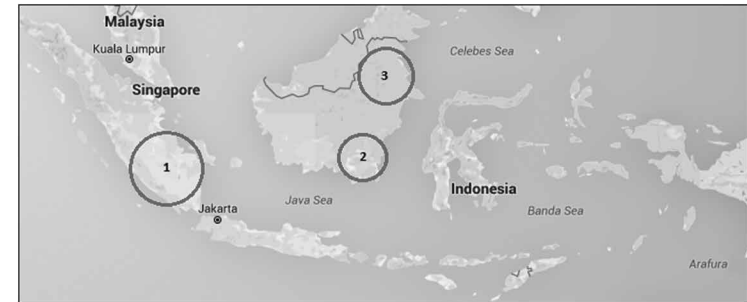 Malaysia
Kuala Lumpur
Celebes Sea
3
Singapore
2
1
Indonesia
Java Sea
Jakarta
Banda Sea
Arafura